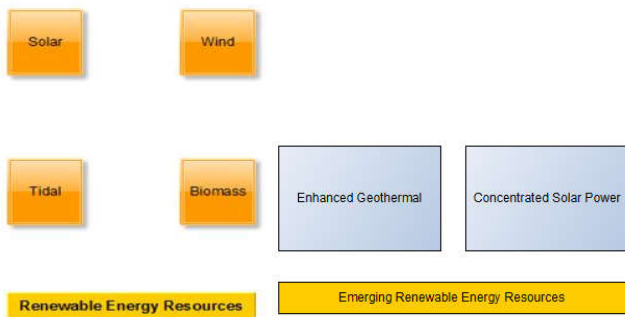 Solar
Wind
Tidal
Biomass
Enhanced Geothermal
Concentrated Solar Power
Renewable Energy Resources
Emerging Renewable Energy Resources